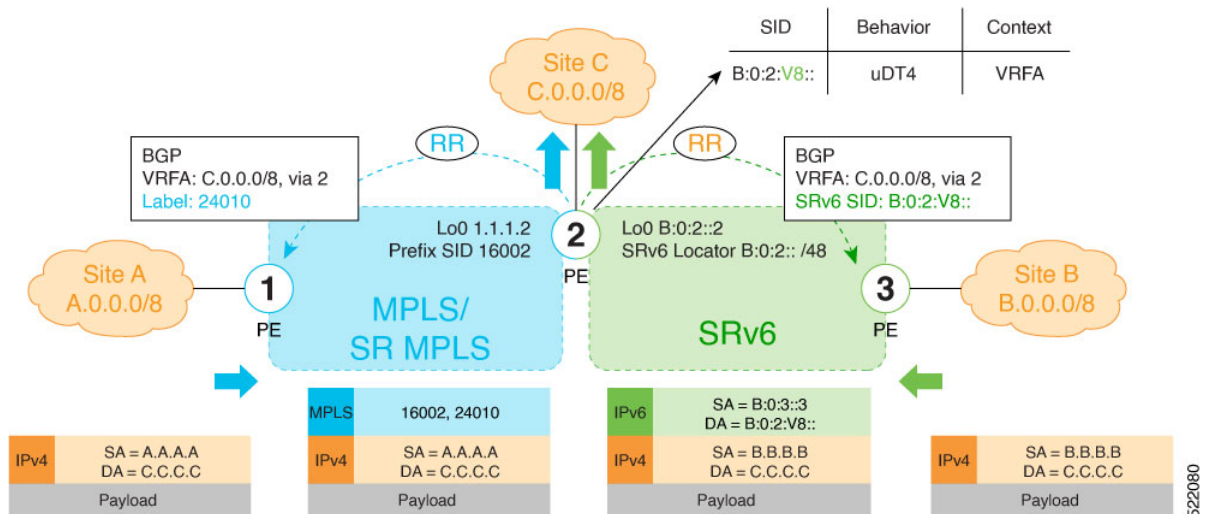 SID Behavior Context
B:0:2:V8:: uDT4 VRFA
Site C
C.0.0.0/8
RR
RR
BGP
VRFA: C.0.0.0/8, via 2
Label: 24010
BGP
VRFA: C.0.0.0/8, via 2
SRv6 SID: B:0:2:V8::
Lo0 1.1.1.2
Prefix SID 16002
2
PE
Lo0 B:0:2::2
SRv6 Locator B:0:2:: /48
Site A
A.0.0.0/8
1
PE
MPLS/
SR MPLS
SRv6
3
PE
Site B
B.0.0.0/8
MPLS 16002, 24010
IPv6 SA = B:0:3::3
DA = B:0:2:V8::
IPv4 SA = A.A.A.A
DA = C.C.C.C
Payload
IPv4 SA = A.A.A.A
DA = C.C.C.C
Payload
IPv4 SA = B.B.B.B
DA = C.C.C.C
Payload
IPv4 SA = B.B.B.B
DA = C.C.C.C
Payload
522080